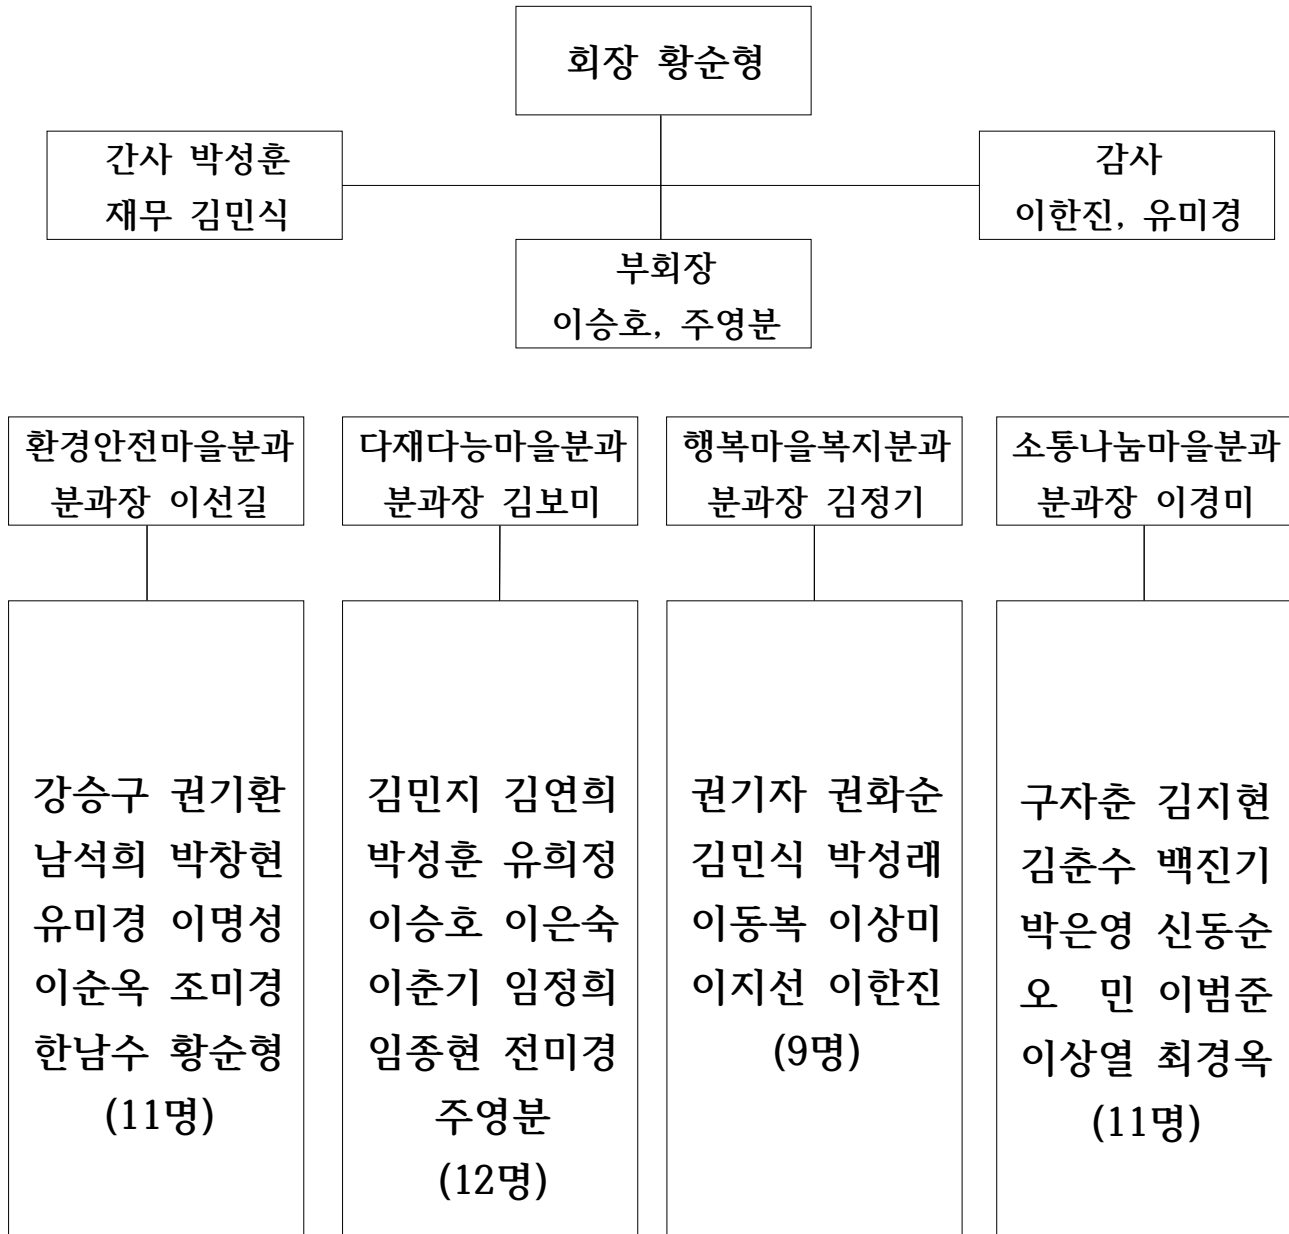 회장 황순형
간사 박성훈
재무 김민식
감사
이한진, 유미경
부회장
이승호, 주영분
환경안전마을분과
분과장 이선길
다재다능마을분과
분과장 김보미
행복마을복지분과
분과장 김정기
소통나눔마을분과
분과장 이경미
강승구 권기환
남석희 박창현
유미경 이명성
이순옥 조미경
한남수 황순형
(11명)
김민지 김연희
박성훈 유희정
이승호 이은숙
이춘기 임정희
임종현 전미경
주영분
(12명)
권기자 권화순
김민식 박성래
이동복 이상미
이지선 이한진
(9명)
구자춘 김지현
김춘수 백진기
박은영 신동순
오 민 이범준
이상열 최경옥
(11명)